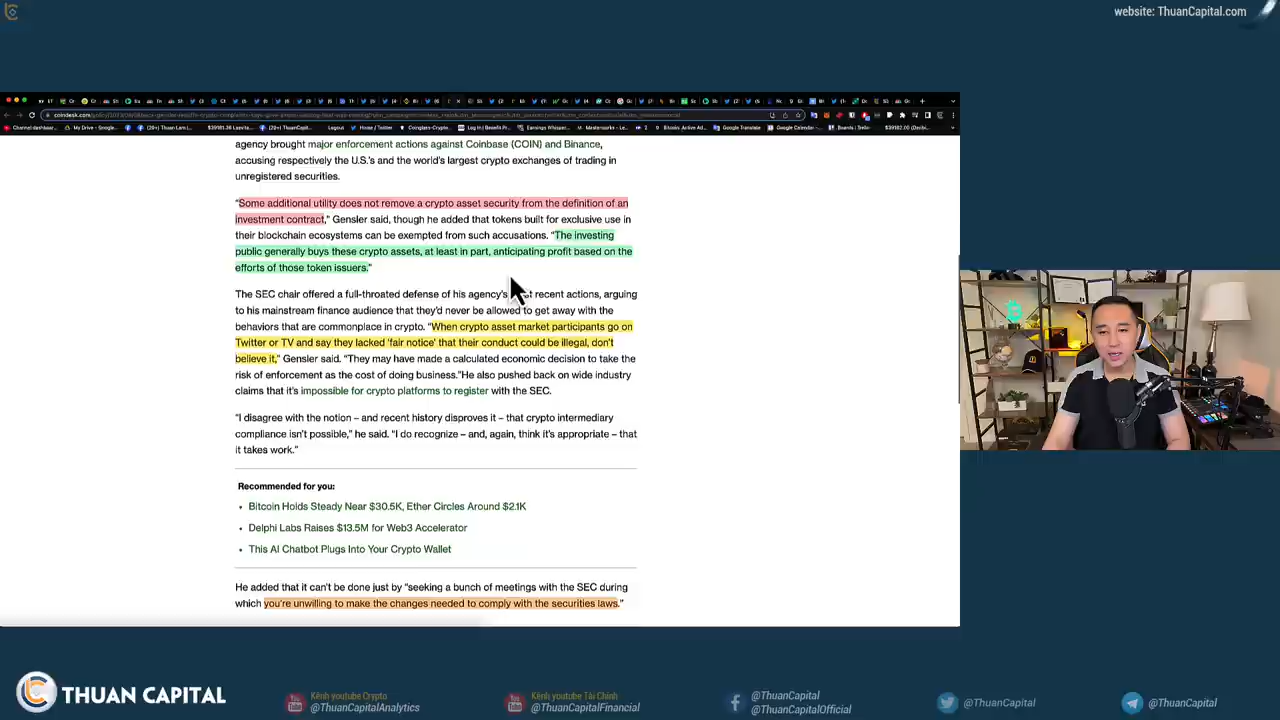 website: ThuanCapital.com
agency brought major enforcement actions against Coinbase (COIN) and Binance,
accusing respectively the U.S.'s and the world's largest crypto exchanges of trading in
unregistered securities.
“Some additional utility does not remove a crypto asset security from the definition of an
investment contract,” Gensler said, though he added that tokens built for exclusive use in
their blockchain ecosystems can be exempted from such accusations. “The investing
public generally buys these crypto assets, at least in part, anticipating profit based on the
efforts of those token issuers.”
The SEC chair offered a full-throated defense of his agency's recent actions, arguing
to his mainstream finance audience that they'd never be allowed to get away with the
behaviors that are commonplace in crypto. “When crypto asset market participants go on
Twitter or TV and say they lacked ‘fair notice’ that their conduct could be illegal, don't
believe it,” Gensler said. “They may have made a calculated economic decision to take the
risk of enforcement as the cost of doing business.”He also pushed back on wide industry
claims that it's impossible for crypto platforms to register with the SEC.
“I disagree with the notion – and recent history disproves it – that crypto intermediary
compliance isn't possible,” he said. “I do recognize – and, again, think it's appropriate – that
it takes work.”
Recommended for you:
• Bitcoin Holds Steady Near $30.5K, Ether Circles Around $2.1K
• Delphi Labs Raises $13.5M for Web3 Accelerator
• This AI Chatbot Plugs Into Your Crypto Wallet
He added that it can't be done just by “seeking a bunch of meetings with the SEC during
which you're unwilling to make the changes needed to comply with the securities laws.”
THUAN CAPITAL
Kênh youtube Crypto
@ThuanCapitalAnalytics
Kênh youtube Tài Chính
@ThuanCapitalFinancial
@ThuanCapital
@ThuanCapitalOfficial
@ThuanCapital
@ThuanCapital